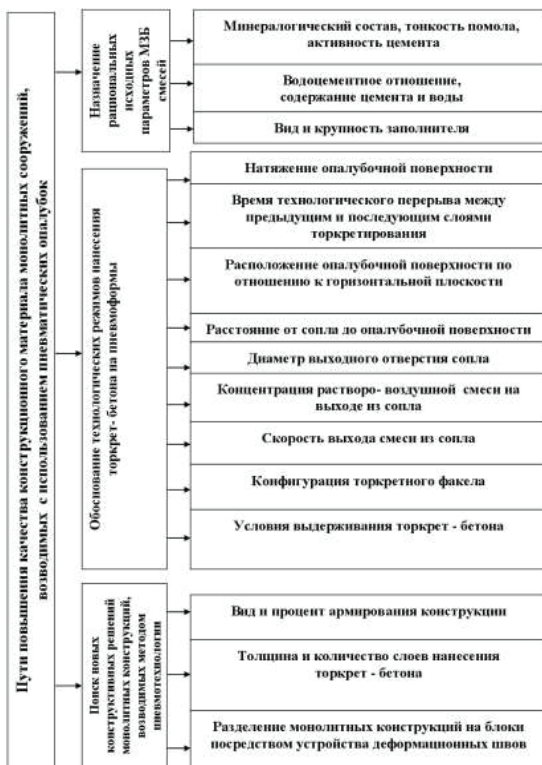 Пути повышения качества конструкционного материала монолитных сооружений,
возводимых с использованием пневматических опалубок
Назначение
рациональных
исходных
параметров МЗБ
смесей
Минералогический состав, тонкость помола,
активность цемента
Водоцементное отношение,
содержание цемента и воды
Вид и крупность заполнителя
Обоснование технологических режимов нанесения
торкрет- бетона на пневмоформы
Натяжение опалубочной поверхности
Время технологического перерыва между
предыдущим и последующим слоями
торкретирования
Расположение опалубочной поверхности по
отношению к горизонтальной плоскости
Расстояние от сопла до опалубочной поверхности
Диаметр выходного отверстия сопла
Концентрация растворо- воздушной смеси на
выходе из сопла
Скорость выхода смеси из сопла
Конфигурация торкретного факела
Условия выдерживания торкрет - бетона
Поиск новых
конструктивных решений
монолитных конструкций,
возводимых методом
пневмотехнологии
Вид и процент армирования конструкции
Толщина и количество слоев нанесения
торкрет - бетона
Разделение монолитных конструкций на блоки
посредством устройства деформационных швов